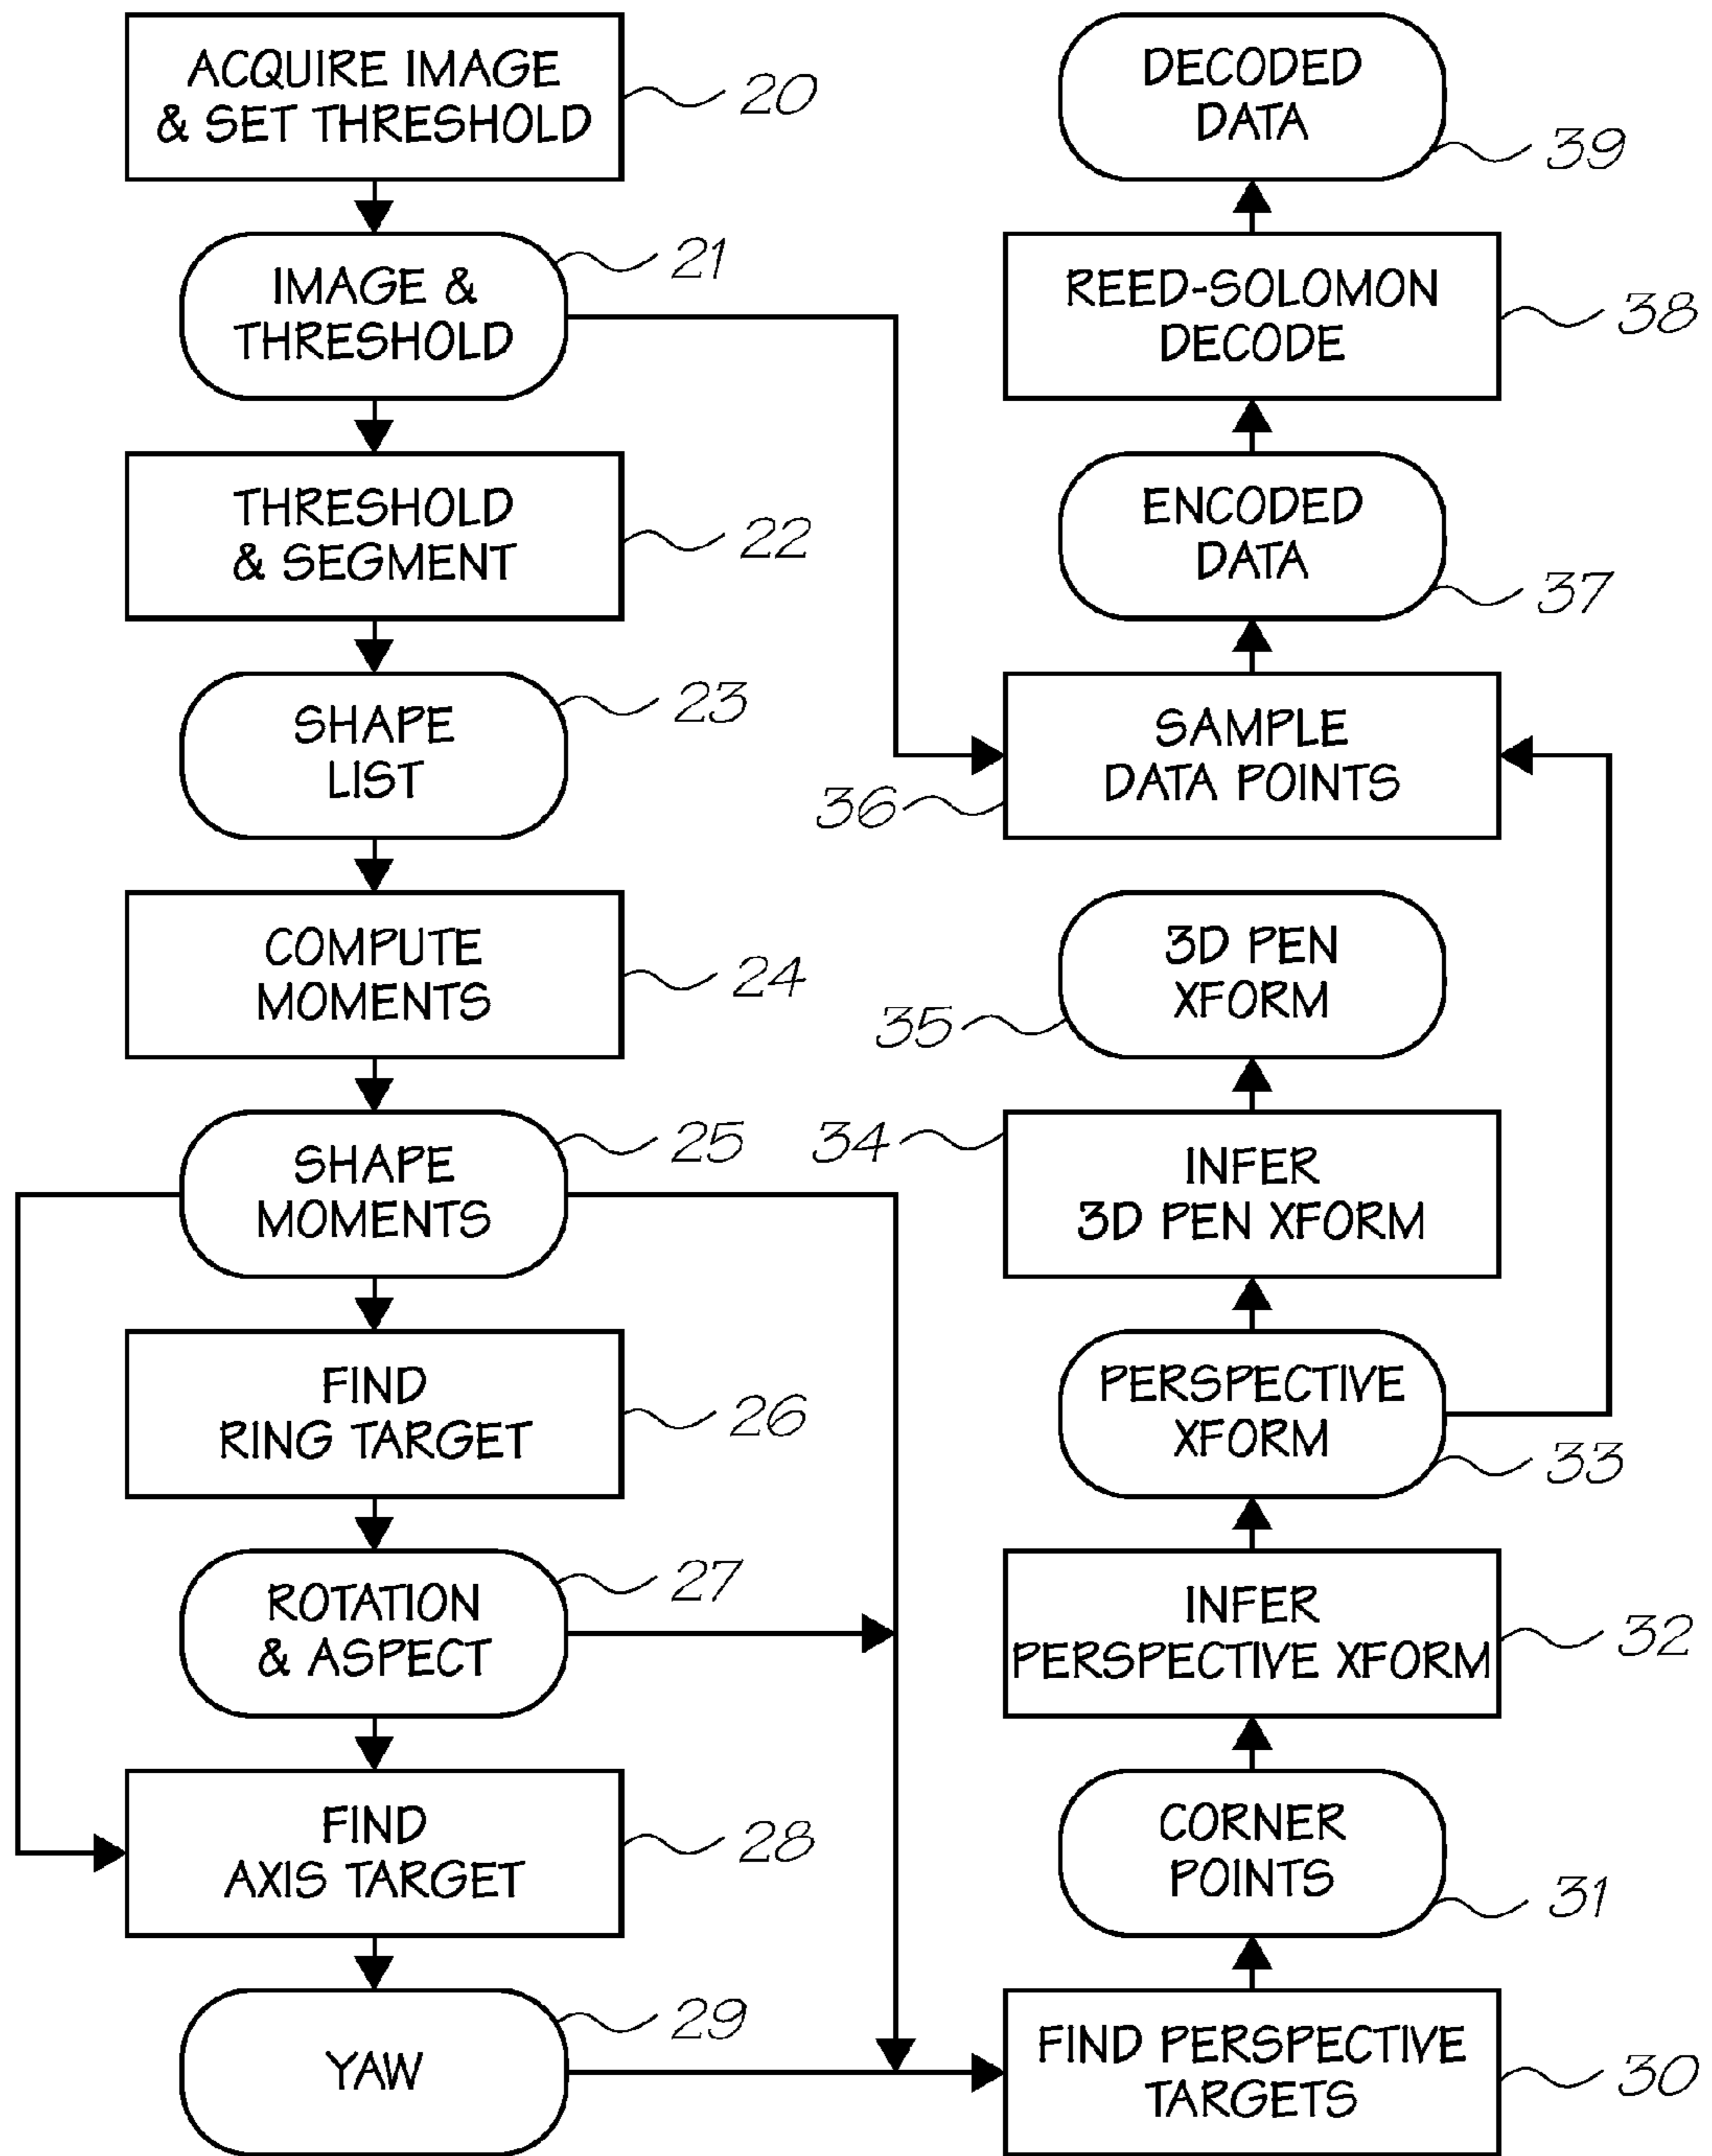 ACQUIRE IMAGE
& SET THRESHOLD
20
IMAGE &
THRESHOLD
21
THRESHOLD
& SEGMENT
22
SHAPE
LIST
23
COMPUTE
MOMENTS
24
SHAPE
MOMENTS
25
FIND
RING TARGET
26
ROTATION
& ASPECT
27
FIND
AXIS TARGET
28
YAW
29
DECODED
DATA
39
REED-SOLOMON
DECODE
38
ENCODED
DATA
37
SAMPLE
DATA POINTS
36
3D PEN
XFORM
35
INFER
3D PEN XFORM
34
PERSPECTIVE
XFORM
33
INFER
PERSPECTIVE XFORM
32
CORNER
POINTS
31
FIND PERSPECTIVE
TARGETS
30